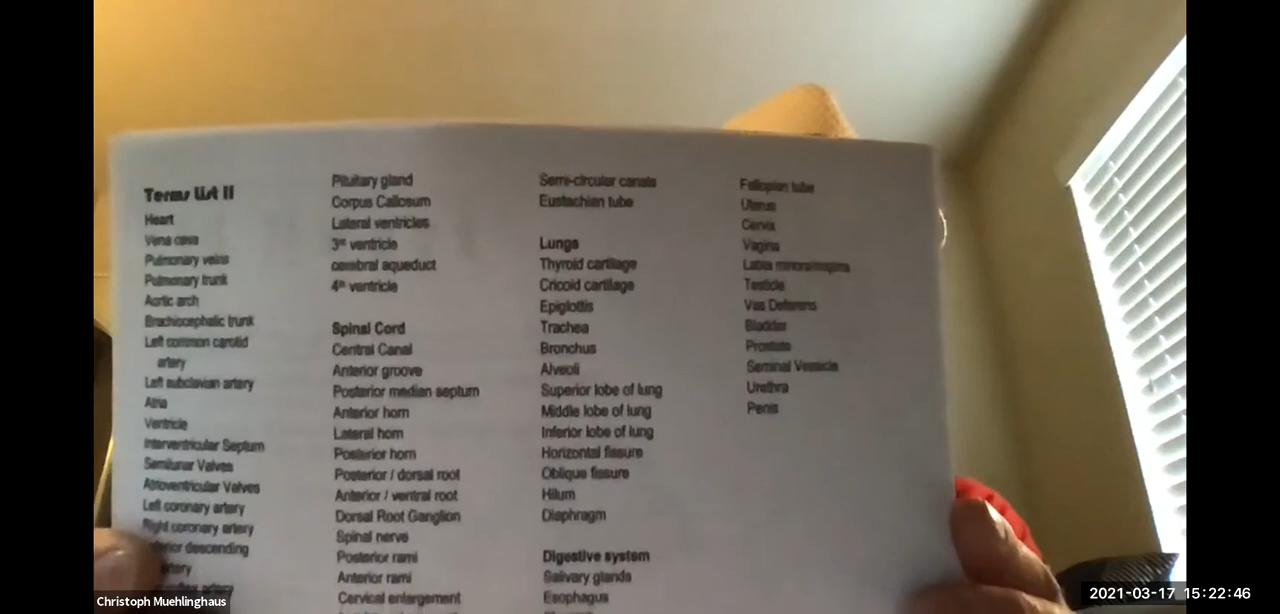 Terms List II
Heart
Vena cava
Pulmonary veins
Pulmonary trunk
Aortic arch
Brachiocephalic trunk
Left common carotid
artery
Left subclavian artery
Atria
Ventricle
Interventricular Septum
Semilunar Valves
Atrioventricular Valves
Left coronary artery
Right coronary artery
descending
artery
artery
Pituitary gland
Corpus Callosum
Lateral ventricles
3rd ventricle
cerebral aqueduct
4th ventricle
Spinal Cord
Central Canal
Anterior groove
Posterior median septum
Anterior horn
Lateral horn
Posterior horn
Posterior / dorsal root
Anterior / ventral root
Dorsal Root Ganglion
Spinal nerve
Posterior rami
Anterior rami
Cervical enlargement
Semi-circular canals
Eustachian tube
Lungs
Thyroid cartilage
Cricoid cartilage
Epiglottis
Trachea
Bronchus
Alveoli
Superior lobe of lung
Middle lobe of lung
Inferior lobe of lung
Horizontal fissure
Oblique fissure
Hilum
Diaphragm
Digestive system
Salivary glands
Esophagus
Fallopian tube
Uterus
Cervix
Vagina
Labia minora/majora
Testicle
Vas Deferens
Bladder
Prostate
Seminal Vessicle
Urethra
Penis
Christoph Muehlinghaus
2021-03-17 15:22:46